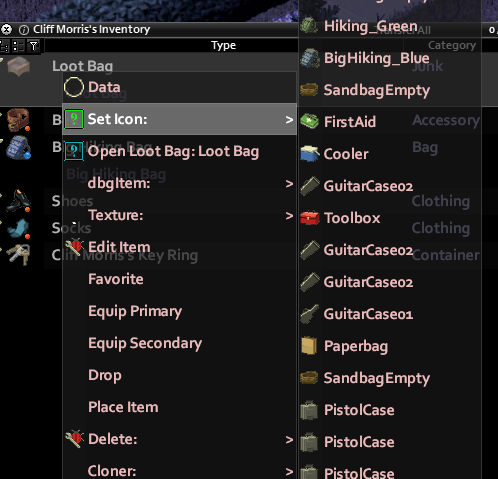 Cliff Morris's Inventory
Transfer All
Type
Category
Loot Bag
Junk
Accessory
Big Hiking Bag
Bag
Shoes
Clothing
Socks
Clothing
Cliff Morris's Key Ring
Container
Data
Set Icon: >
Open Loot Bag: Loot Bag
dbgItem: >
Texture: >
Edit Item
Favorite
Equip Primary
Equip Secondary
Drop
Place Item
Delete: >
Cloner: >
Hiking_Green
BigHiking_Blue
SandbagEmpty
FirstAid
Cooler
GuitarCase02
Toolbox
GuitarCase02
GuitarCase02
GuitarCase01
Paperbag
SandbagEmpty
PistolCase
PistolCase
PistolCase